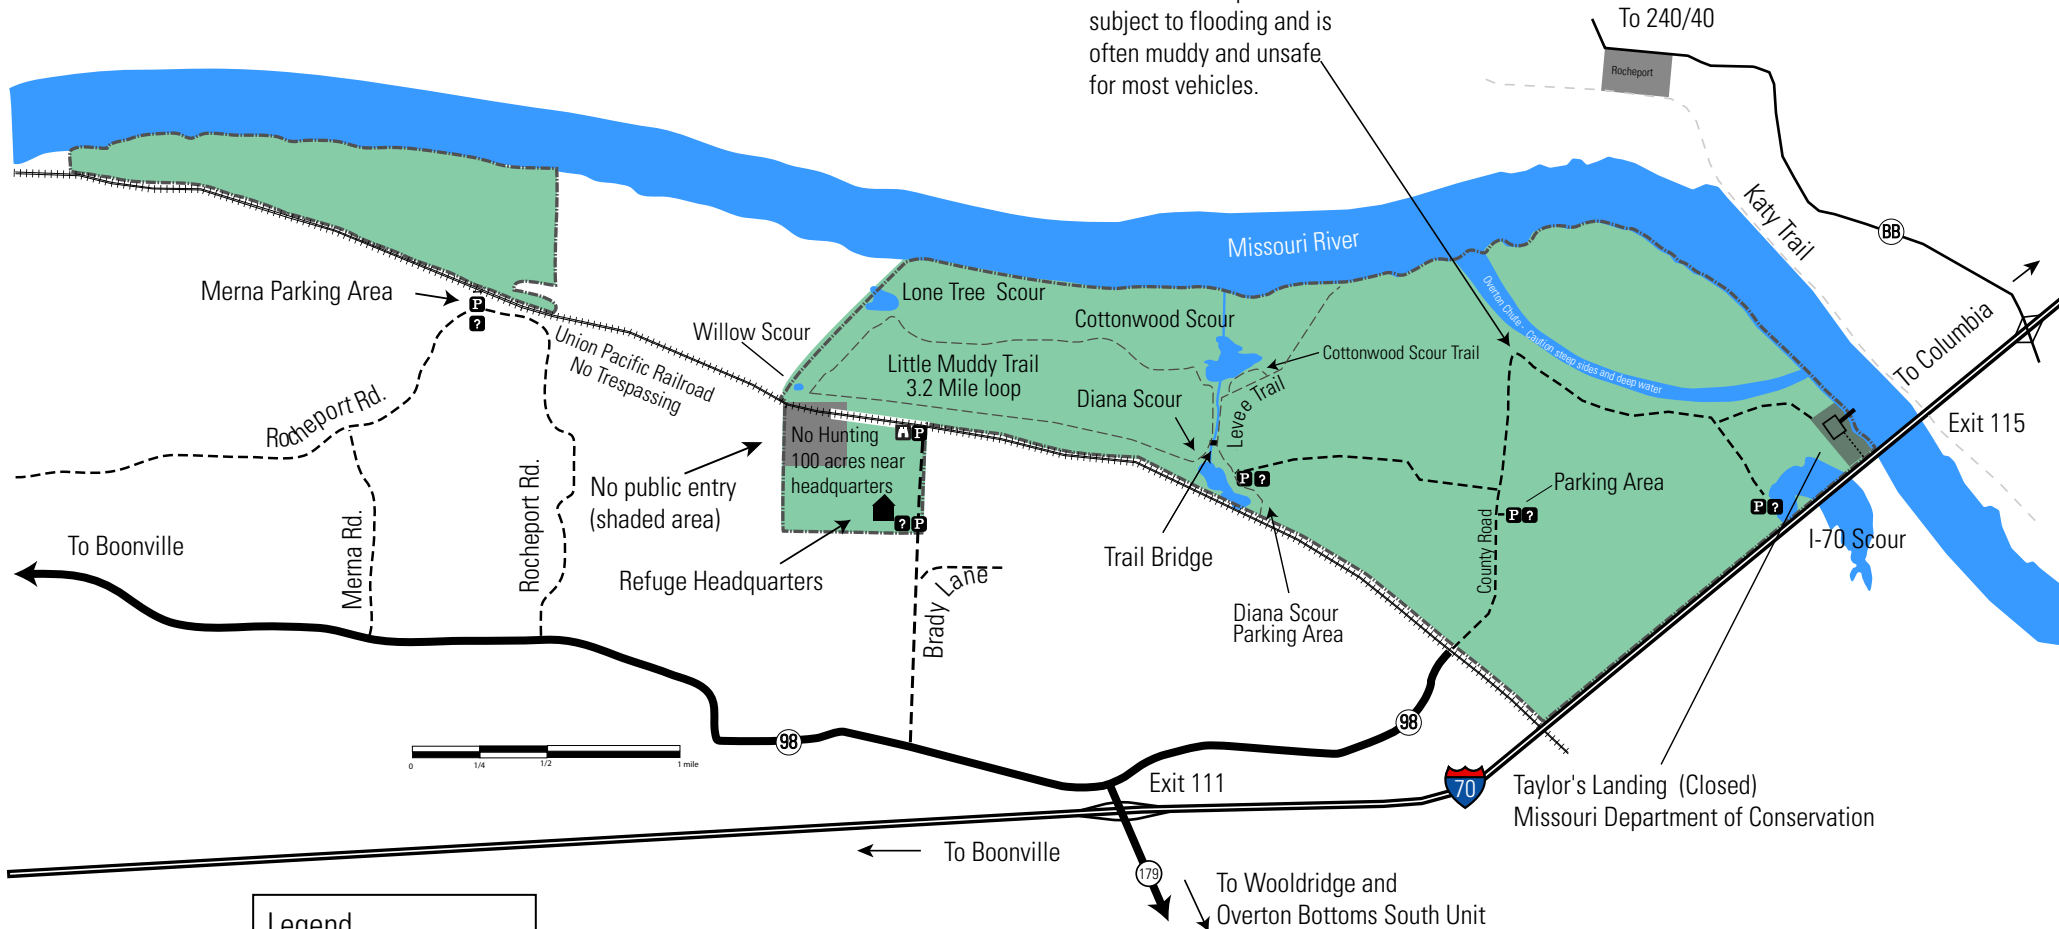 subject to flooding and is
often muddy and unsafe
for most vehicles.
To 240/40
Rocheport
Katy Trail
BB
Missouri River
Merna Parking Area
P
?
Lone Tree Scour
Willow Scour
Union Pacific Railroad
No Trespassing
Cottonwood Scour
Cottonwood Scour Trail
Little Muddy Trail
3.2 Mile loop
Overton Chute - Caution steep sides and deep water
To Columbia
Exit 115
Diana Scour
Levee Trail
Rocheport Rd.
No Hunting
100 acres near
headquarters
P
No public entry
(shaded area)
? P
P ?
Parking Area
P ?
P ?
I-70 Scour
To Boonville
Merna Rd.
Rocheport Rd.
Refuge Headquarters
Brady Lane
Trail Bridge
Diana Scour
Parking Area
County Road
98
98
0 1/4 1/2 1 mile
Exit 111
70
Taylor's Landing (Closed)
Missouri Department of Conservation
To Boonville
179
To Wooldridge and
Overton Bottoms South Unit
Legend